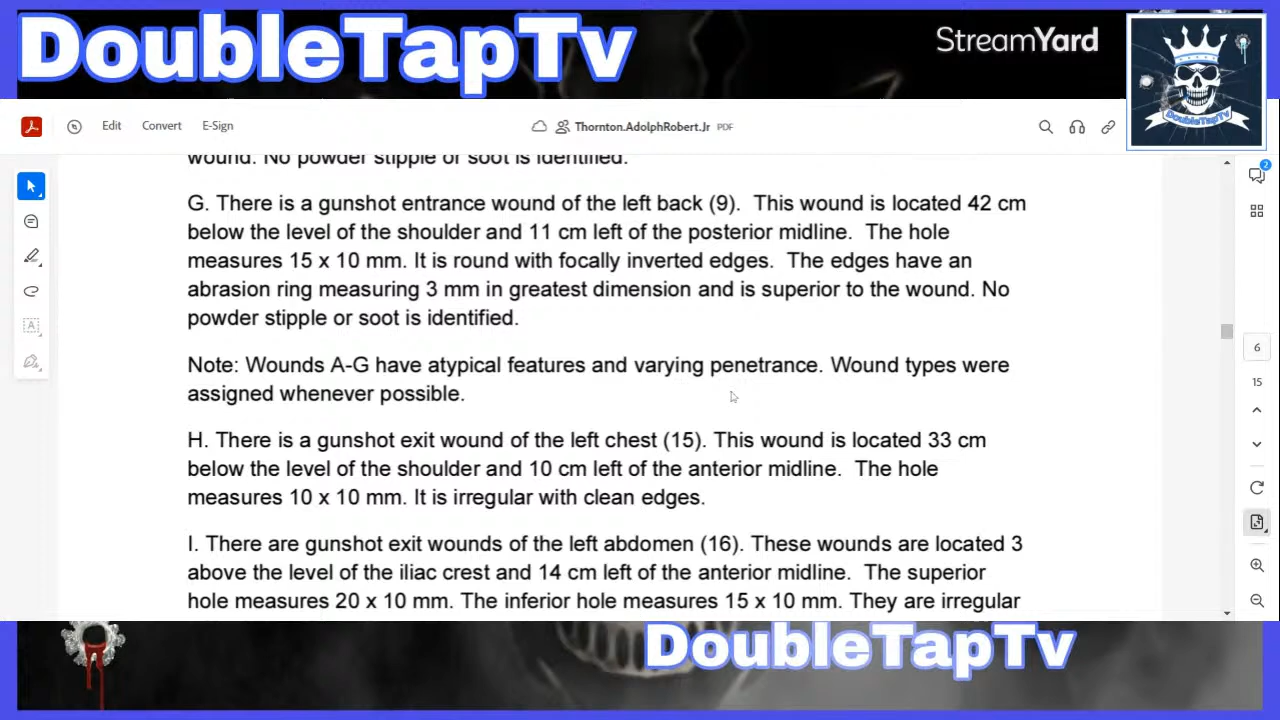 DoubleTapTv
StreamYard
DoubleTapTv
Edit
Convert
E-Sign
Thornton.AdolphRobert.Jr PDF
2
wound. No powder stipple or soot is identified.
G. There is a gunshot entrance wound of the left back (9). This wound is located 42 cm
below the level of the shoulder and 11 cm left of the posterior midline. The hole
measures 15 x 10 mm. It is round with focally inverted edges. The edges have an
abrasion ring measuring 3 mm in greatest dimension and is superior to the wound. No
powder stipple or soot is identified.
Note: Wounds A-G have atypical features and varying penetrance. Wound types were
assigned whenever possible.
H. There is a gunshot exit wound of the left chest (15). This wound is located 33 cm
below the level of the shoulder and 10 cm left of the anterior midline. The hole
measures 10 x 10 mm. It is irregular with clean edges.
I. There are gunshot exit wounds of the left abdomen (16). These wounds are located 3
above the level of the iliac crest and 14 cm left of the anterior midline. The superior
hole measures 20 x 10 mm. The inferior hole measures 15 x 10 mm. They are irregular
6
15
DoubleTapTv